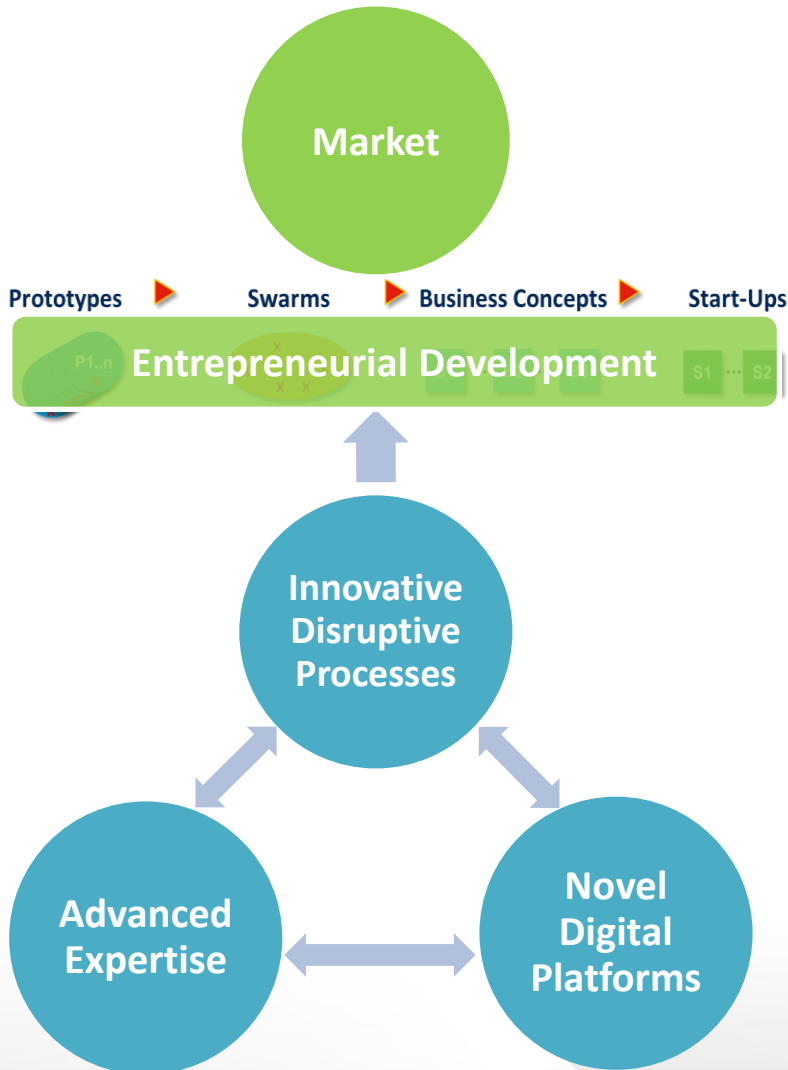 Market
Prototypes Swarms Business Concepts Start-Ups
P1..n
X
Entrepreneurial Development
S1 ... S2
X X
X
Innovative
Disruptive
Processes
Advanced
Expertise
Novel
Digital
Platforms